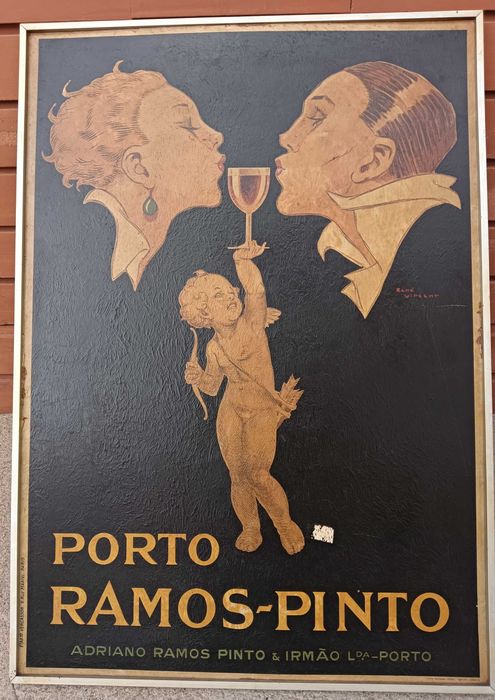 RENÉ
VINCENT
PORTO
RAMOS-PINTO
ADRIANO RAMOS PINTO & IRMÃO LDA-PORTO